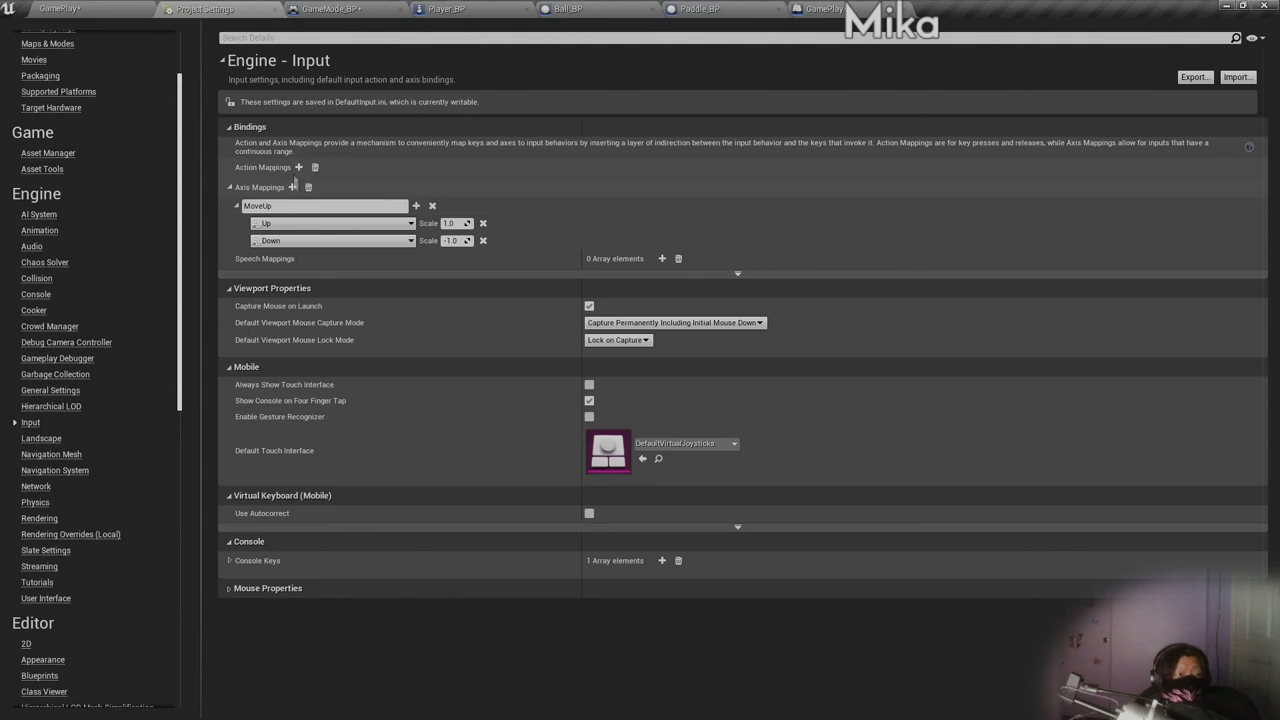 GamePlay*
Project Settings
GameMode_BP*
Player_BP
Ball_BP
Paddle_BP
GamePlay
Mika
Maps & Modes
Movies
Packaging
Supported Platforms
Target Hardware
Game
Asset Manager
Asset Tools
Engine
AI System
Animation
Audio
Chaos Solver
Collision
Console
Cooker
Crowd Manager
Debug Camera Controller
Gameplay Debugger
Garbage Collection
General Settings
Hierarchical LOD
Input
Landscape
Navigation Mesh
Navigation System
Network
Physics
Rendering
Rendering Overrides (Local)
Slate Settings
Streaming
Tutorials
User Interface
Editor
2D
Appearance
Blueprints
Class Viewer
Search Details
Engine - Input
Input settings, including default input action and axis bindings.
Export...
Import...
These settings are saved in DefaultInput.ini, which is currently writable.
Bindings
Action and Axis Mappings provide a mechanism to conveniently map keys and axes to input behaviors by inserting a layer of indirection between the input behavior and the keys that invoke it. Action Mappings are for key presses and releases, while Axis Mappings allow for inputs that have a
continuous range.
Action Mappings
Axis Mappings
MoveUp
Up Scale 1.0
Down Scale -1.0
Speech Mappings 0 Array elements
Viewport Properties
Capture Mouse on Launch
Default Viewport Mouse Capture Mode Capture Permanently Including Initial Mouse Down
Default Viewport Mouse Lock Mode Lock on Capture
Mobile
Always Show Touch Interface
Show Console on Four Finger Tap
Enable Gesture Recognizer
Default Touch Interface DefaultVirtualJoysticks
Virtual Keyboard (Mobile)
Use Autocorrect
Console
Console Keys 1 Array elements
Mouse Properties